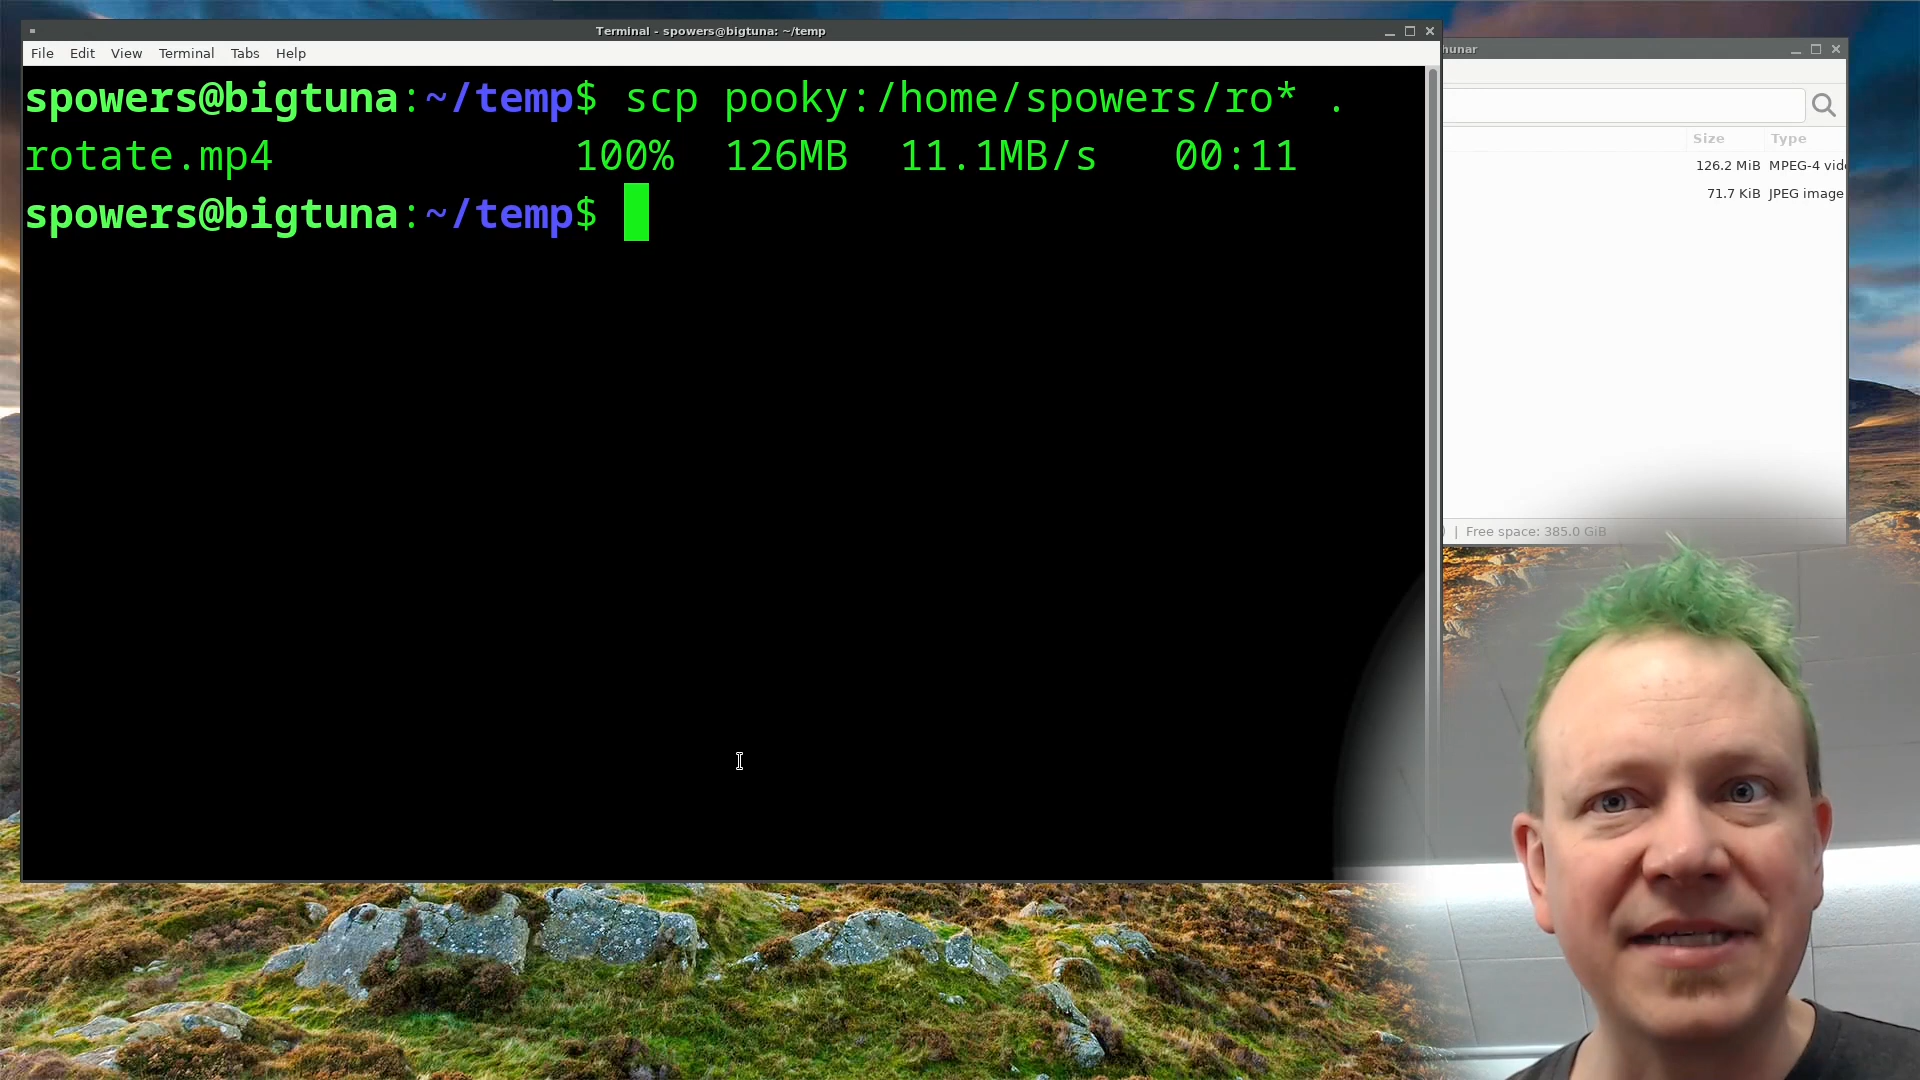 Terminal - spowers@bigtuna: ~/temp
File Edit View Terminal Tabs Help
spowers@bigtuna:~/temp$ scp pooky:/home/spowers/ro* .
rotate.mp4 100% 126MB 11.1MB/s 00:11
spowers@bigtuna:~/temp$
Size Type
126.2 MiB MPEG-4
71.7 KiB JPEG image
| Free space: 385.0 GiB